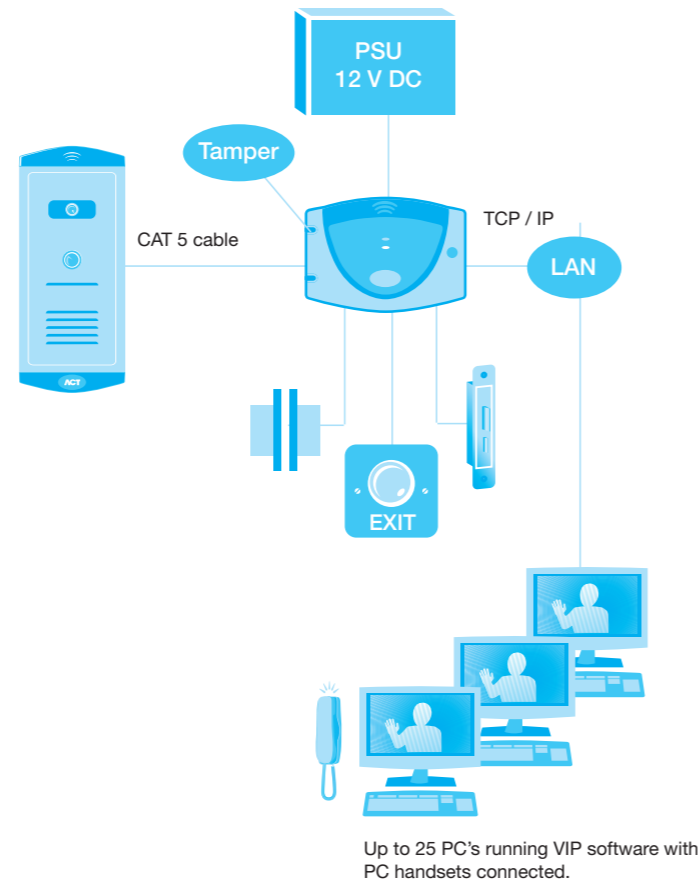 PSU
12 V DC
Tamper
TCP / IP
CAT 5 cable
LAN
ACT
EXIT
Up to 25 PC's running VIP software with
PC handsets connected.